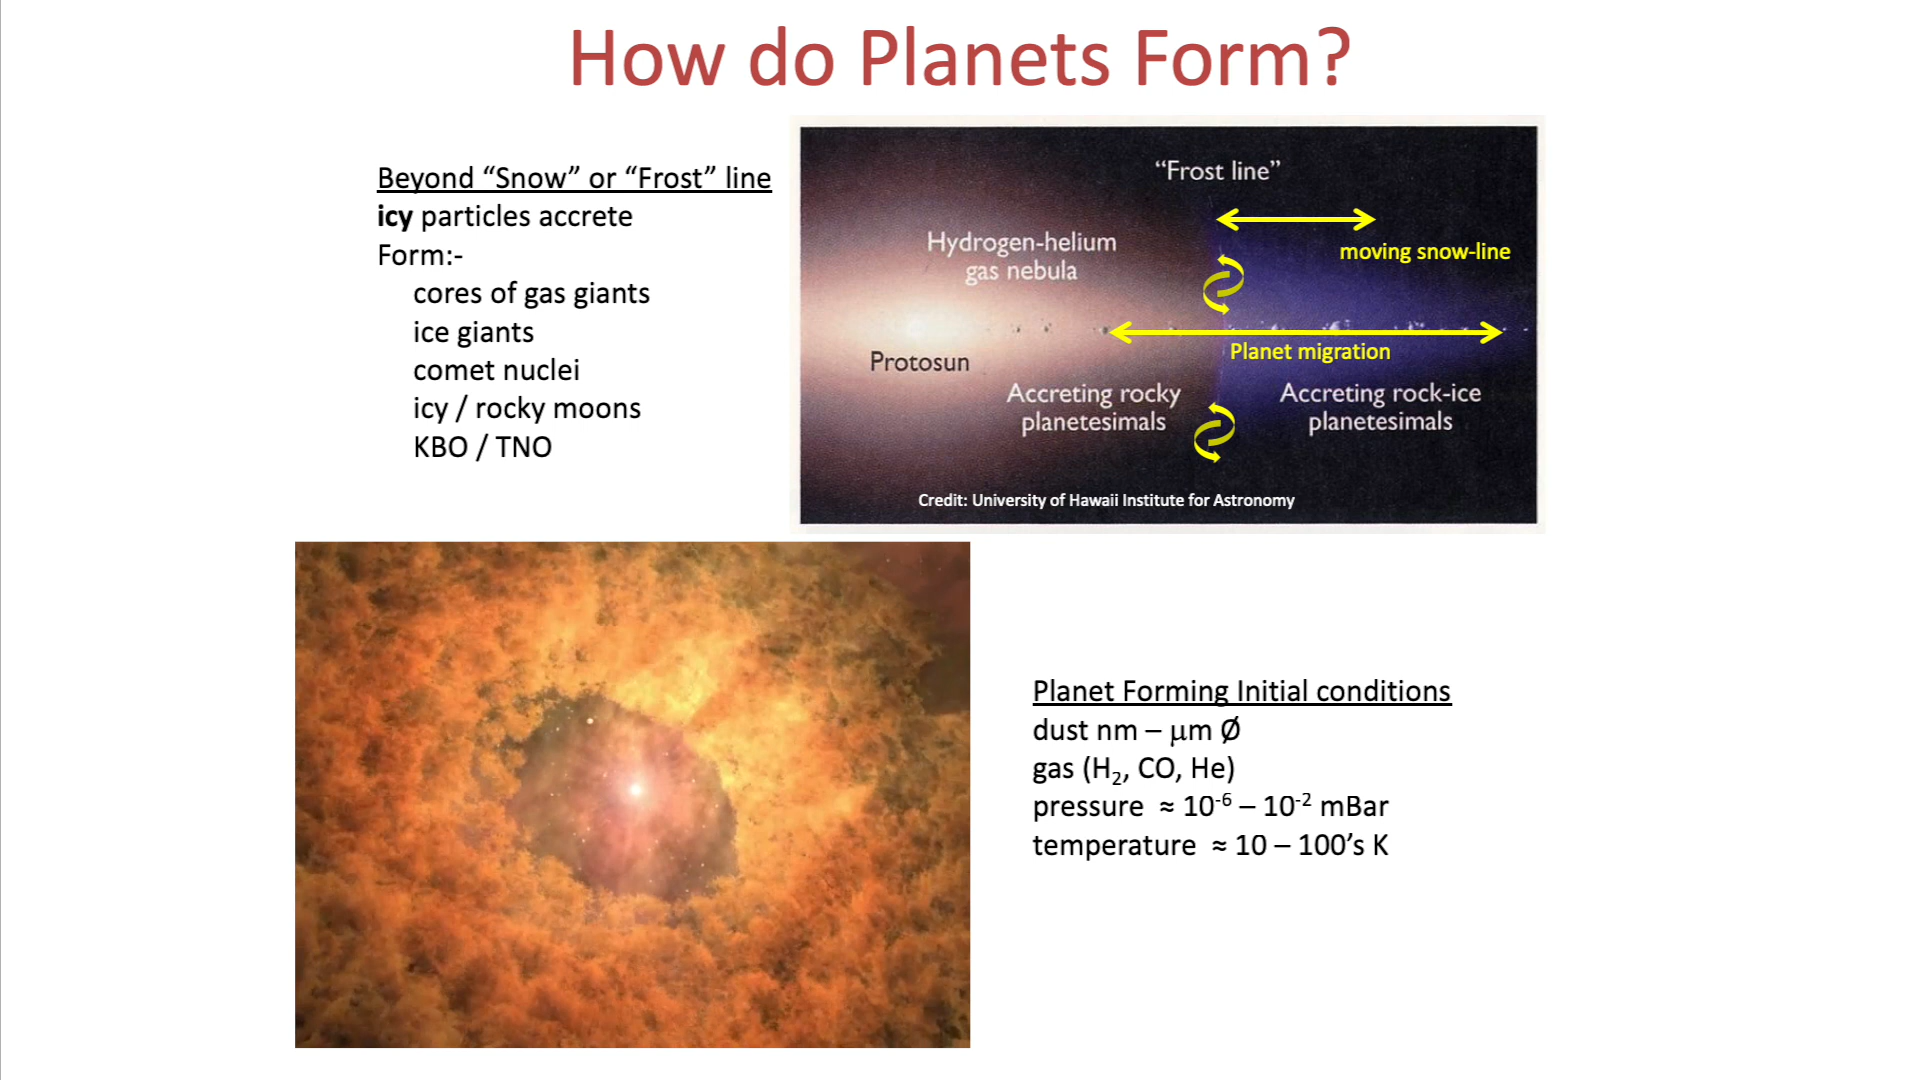 How do Planets Form?
Beyond “Snow” or “Frost” line
icy particles accrete
Form:-
cores of gas giants
ice giants
comet nuclei
icy / rocky moons
KBO / TNO
“Frost line”
moving snow-line
Hydrogen-helium
gas nebula
Protosun
Planet migration
Accreting rocky
planetesimals
Accreting rock-ice
planetesimals
Credit: University of Hawaii Institute for Astronomy
Planet Forming Initial conditions
dust nm – μm Ø
gas (H₂, CO, He)
pressure ≈ 10⁻⁶ – 10⁻² mBar
temperature ≈ 10 – 100’s K